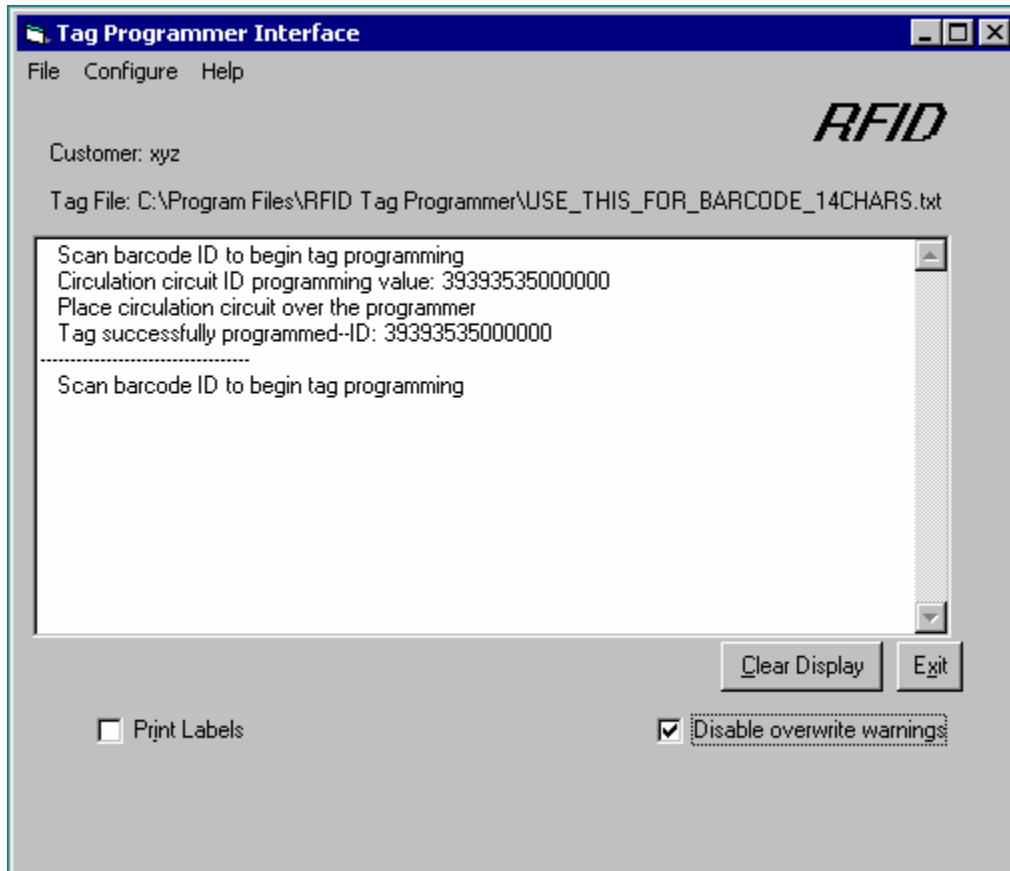 Tag Programmer Interface
File Configure Help
RFID
Customer: xyz
Tag File: C:\Program Files\RFID Tag Programmer\USE_THIS_FOR_BARCODE_14CHARS.txt
Scan barcode ID to begin tag programming
Circulation circuit ID programming value: 39393535000000
Place circulation circuit over the programmer
Tag successfully programmed--ID: 39393535000000
-----------------------------------
Scan barcode ID to begin tag programming
Clear Display Exit
Print Labels Disable overwrite warnings